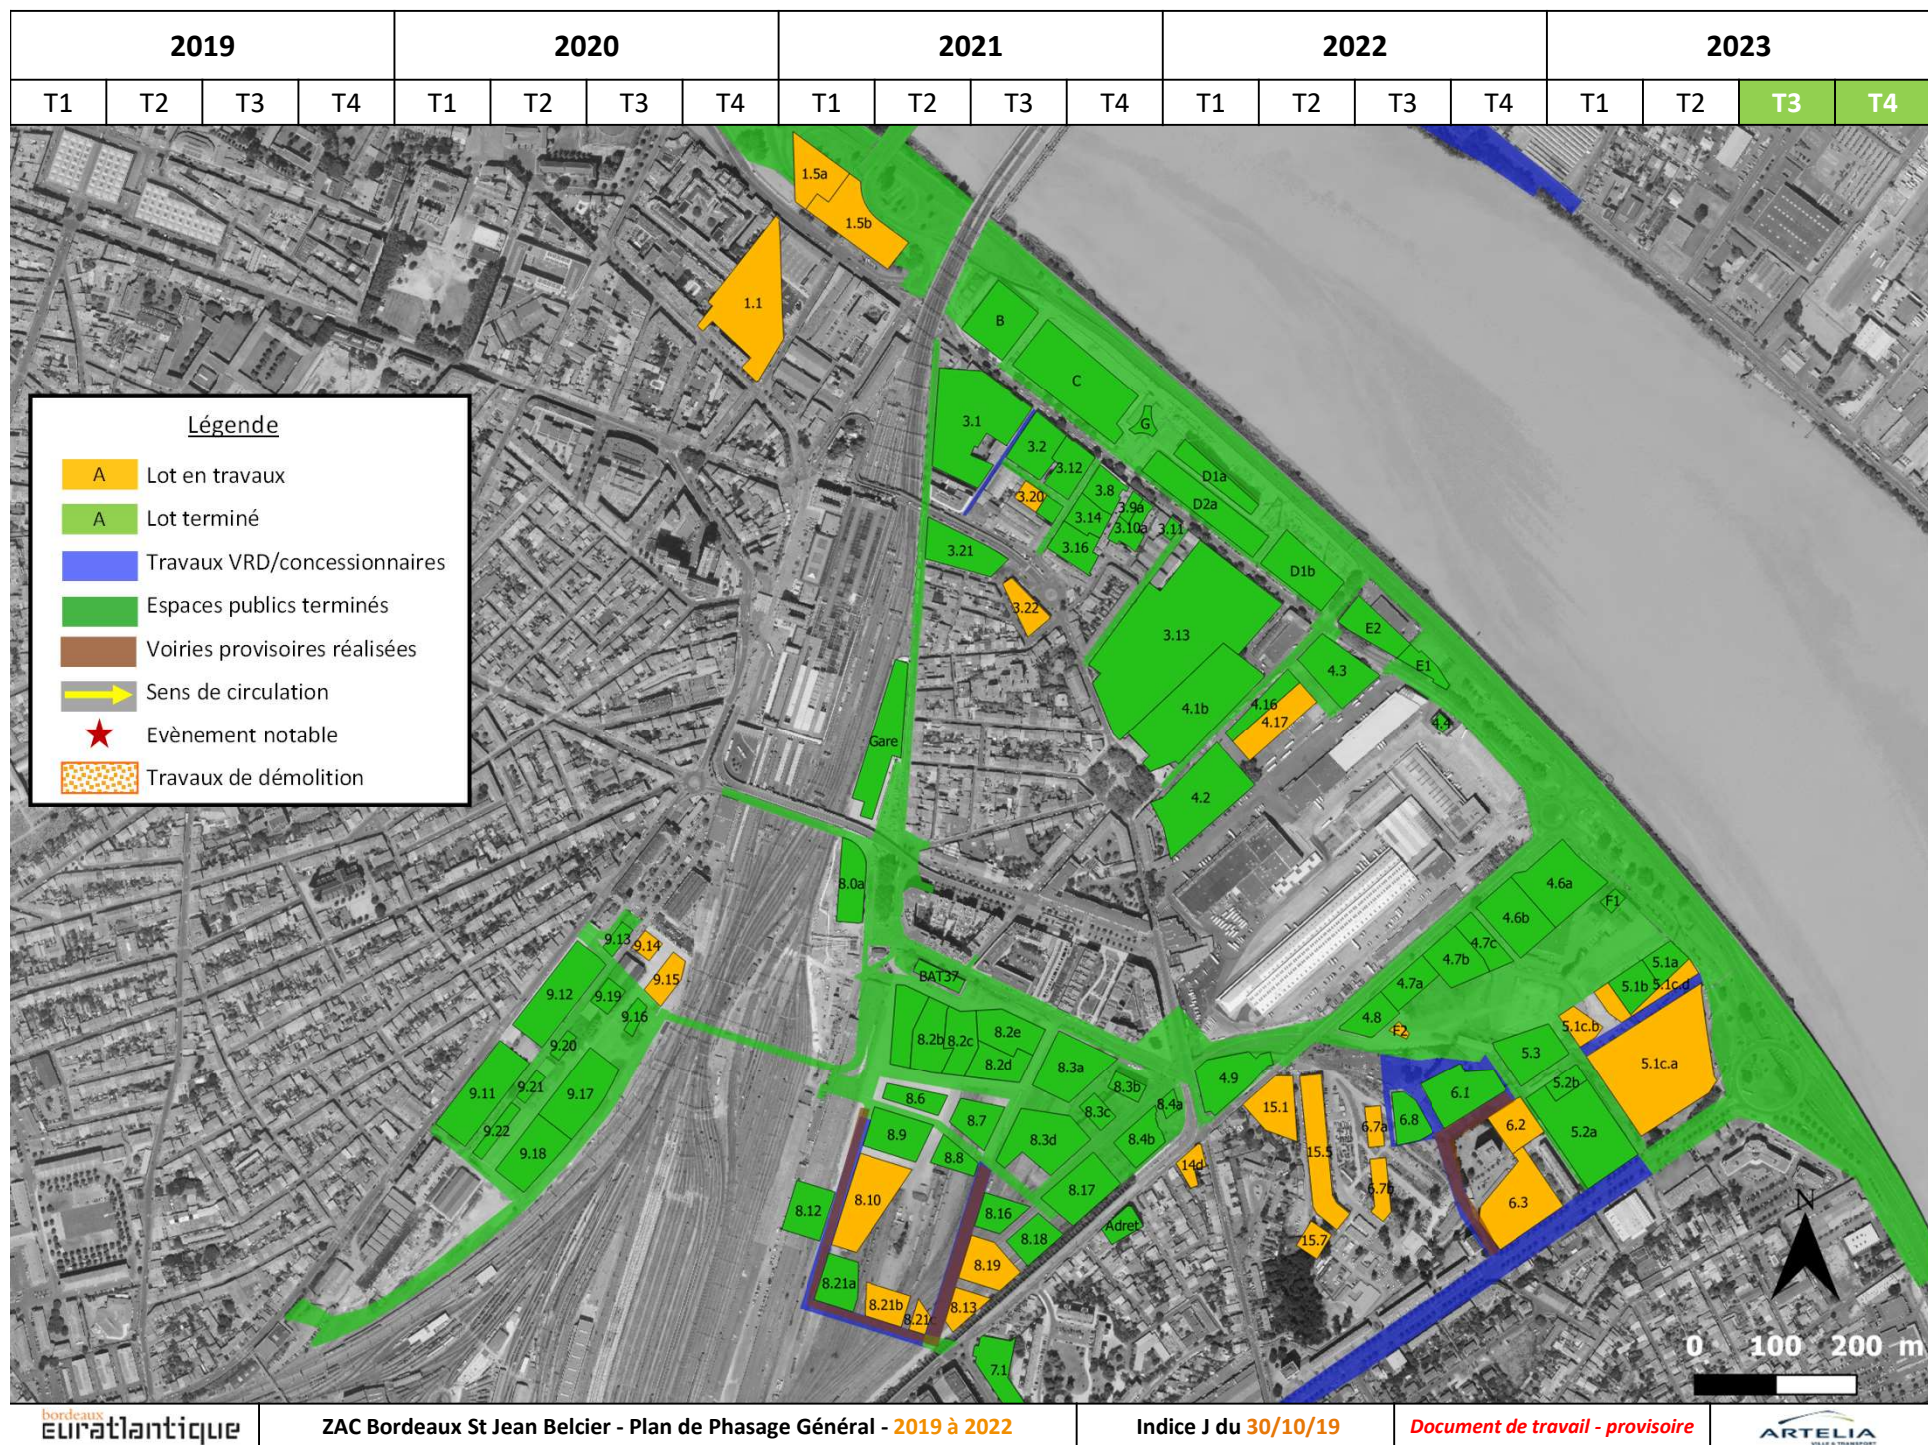 2019 2020 2021 2022 2023
T1 T2 T3 T4 T1 T2 T3 T4 T1 T2 T3 T4 T1 T2 T3 T4 T1 T2 T3 T4
1.5a
1.5b
1.1
B
C
G
3.1
3.2
3.12
3.20
3.8
3.9a
3.14
3.10a
3.11
3.16
D1a
D2a
D1b
3.21
3.22
3.13
E2
E1
4.3
4.16
4.17
4.1b
4.4
4.2
Gare
Légende
A Lot en travaux
A Lot terminé
Travaux VRD/concessionnaires
Espaces publics terminés
Voiries provisoires réalisées
Sens de circulation
Evènement notable
Travaux de démolition
8.0a
4.6a
F1
4.6b
4.7c
4.7b
4.7a
4.8
F2
5.1a
5.1b
5.1c.d
5.1c.b
5.1c.a
5.3
5.2b
5.2a
9.13
9.14
9.15
9.12
9.19
9.16
9.20
9.11
9.21
9.17
9.22
9.18
BAT37
8.2b
8.2c
8.2e
8.2d
8.3a
8.3b
8.3c
8.4a
8.4b
8.3d
8.6
8.7
8.9
8.8
8.10
8.12
8.16
8.17
8.18
8.19
8.13
8.21a
8.21b
8.21c
Adret
7.1
4.9
15.1
15.5
15.7
14d
6.7a
6.7b
6.8
6.1
6.2
6.3
N
0 100 200 m
bordeaux
euratlantique
ZAC Bordeaux St Jean Belcier - Plan de Phasage Général - 2019 à 2022
Indice J du 30/10/19
Document de travail - provisoire
ARTELIA
VILLE & TRANSPORT